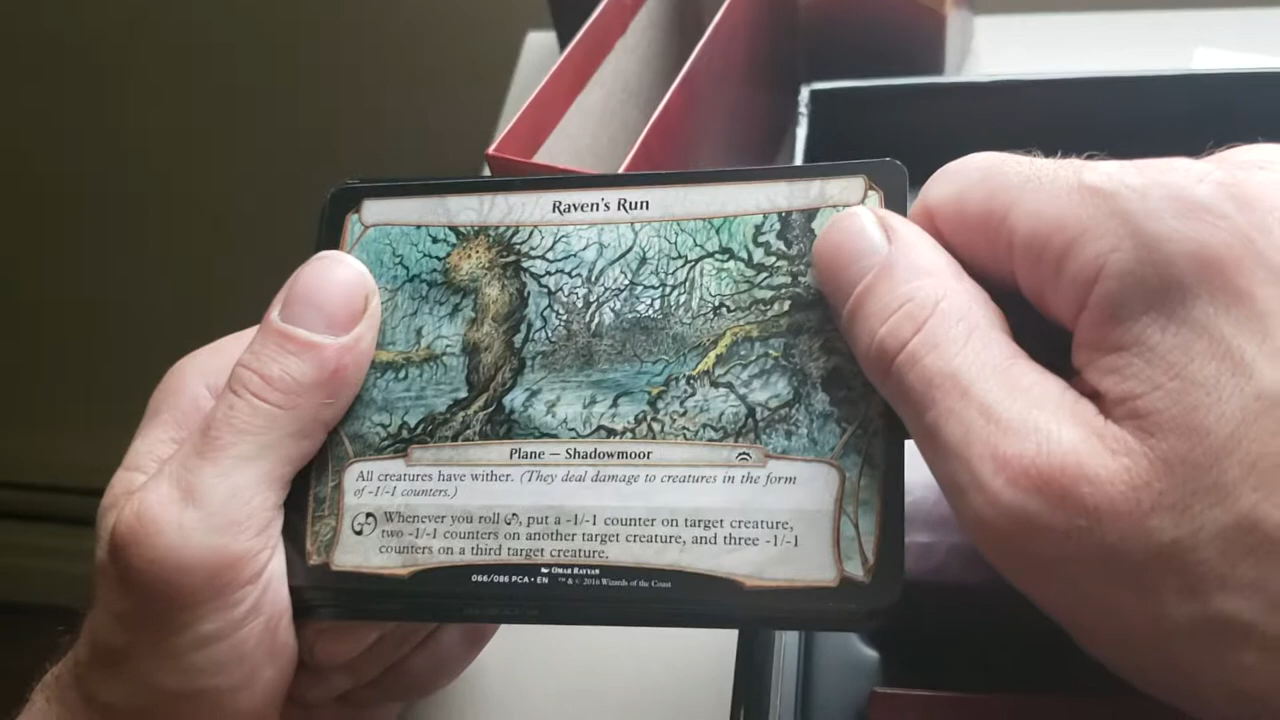 Raven's Run
Plane — Shadowmoor
All creatures have wither. (They deal damage to creatures in the form
of -1/-1 counters.)
Whenever you roll , put a -1/-1 counter on target creature,
two -1/-1 counters on another target creature, and three -1/-1
counters on a third target creature.
Omar Rayyan
066/086 PCA • EN ™ & © 2016 Wizards of the Coast